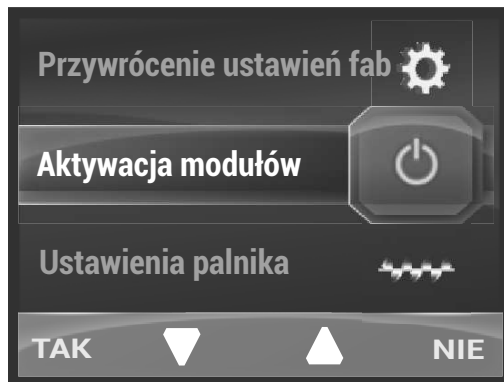 Przywrócenie ustawień fab
Aktywacja modułów
Ustawienia palnika
TAK NIE